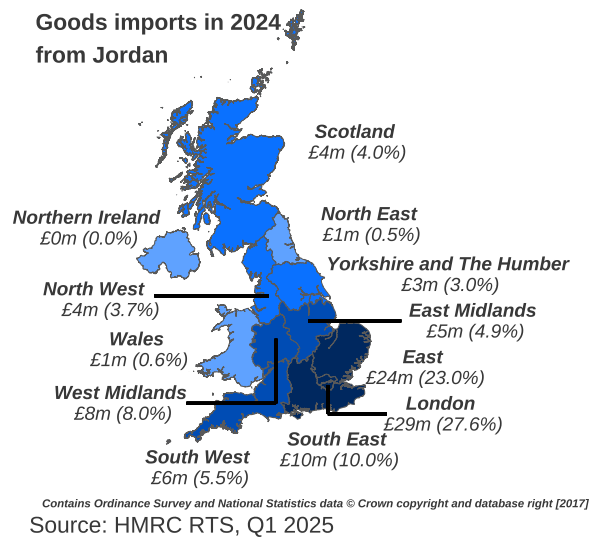 Goods imports in 2024
from Jordan
Scotland
£4m (4.0%)
Northern Ireland
£0m (0.0%)
North East
£1m (0.5%)
Yorkshire and The Humber
£3m (3.0%)
North West
£4m (3.7%)
East Midlands
£5m (4.9%)
Wales
£1m (0.6%)
East
£24m (23.0%)
West Midlands
£8m (8.0%)
London
£29m (27.6%)
South East
£10m (10.0%)
South West
£6m (5.5%)
Contains Ordinance Survey and National Statistics data © Crown copyright and database right [2017]
Source: HMRC RTS, Q1 2025